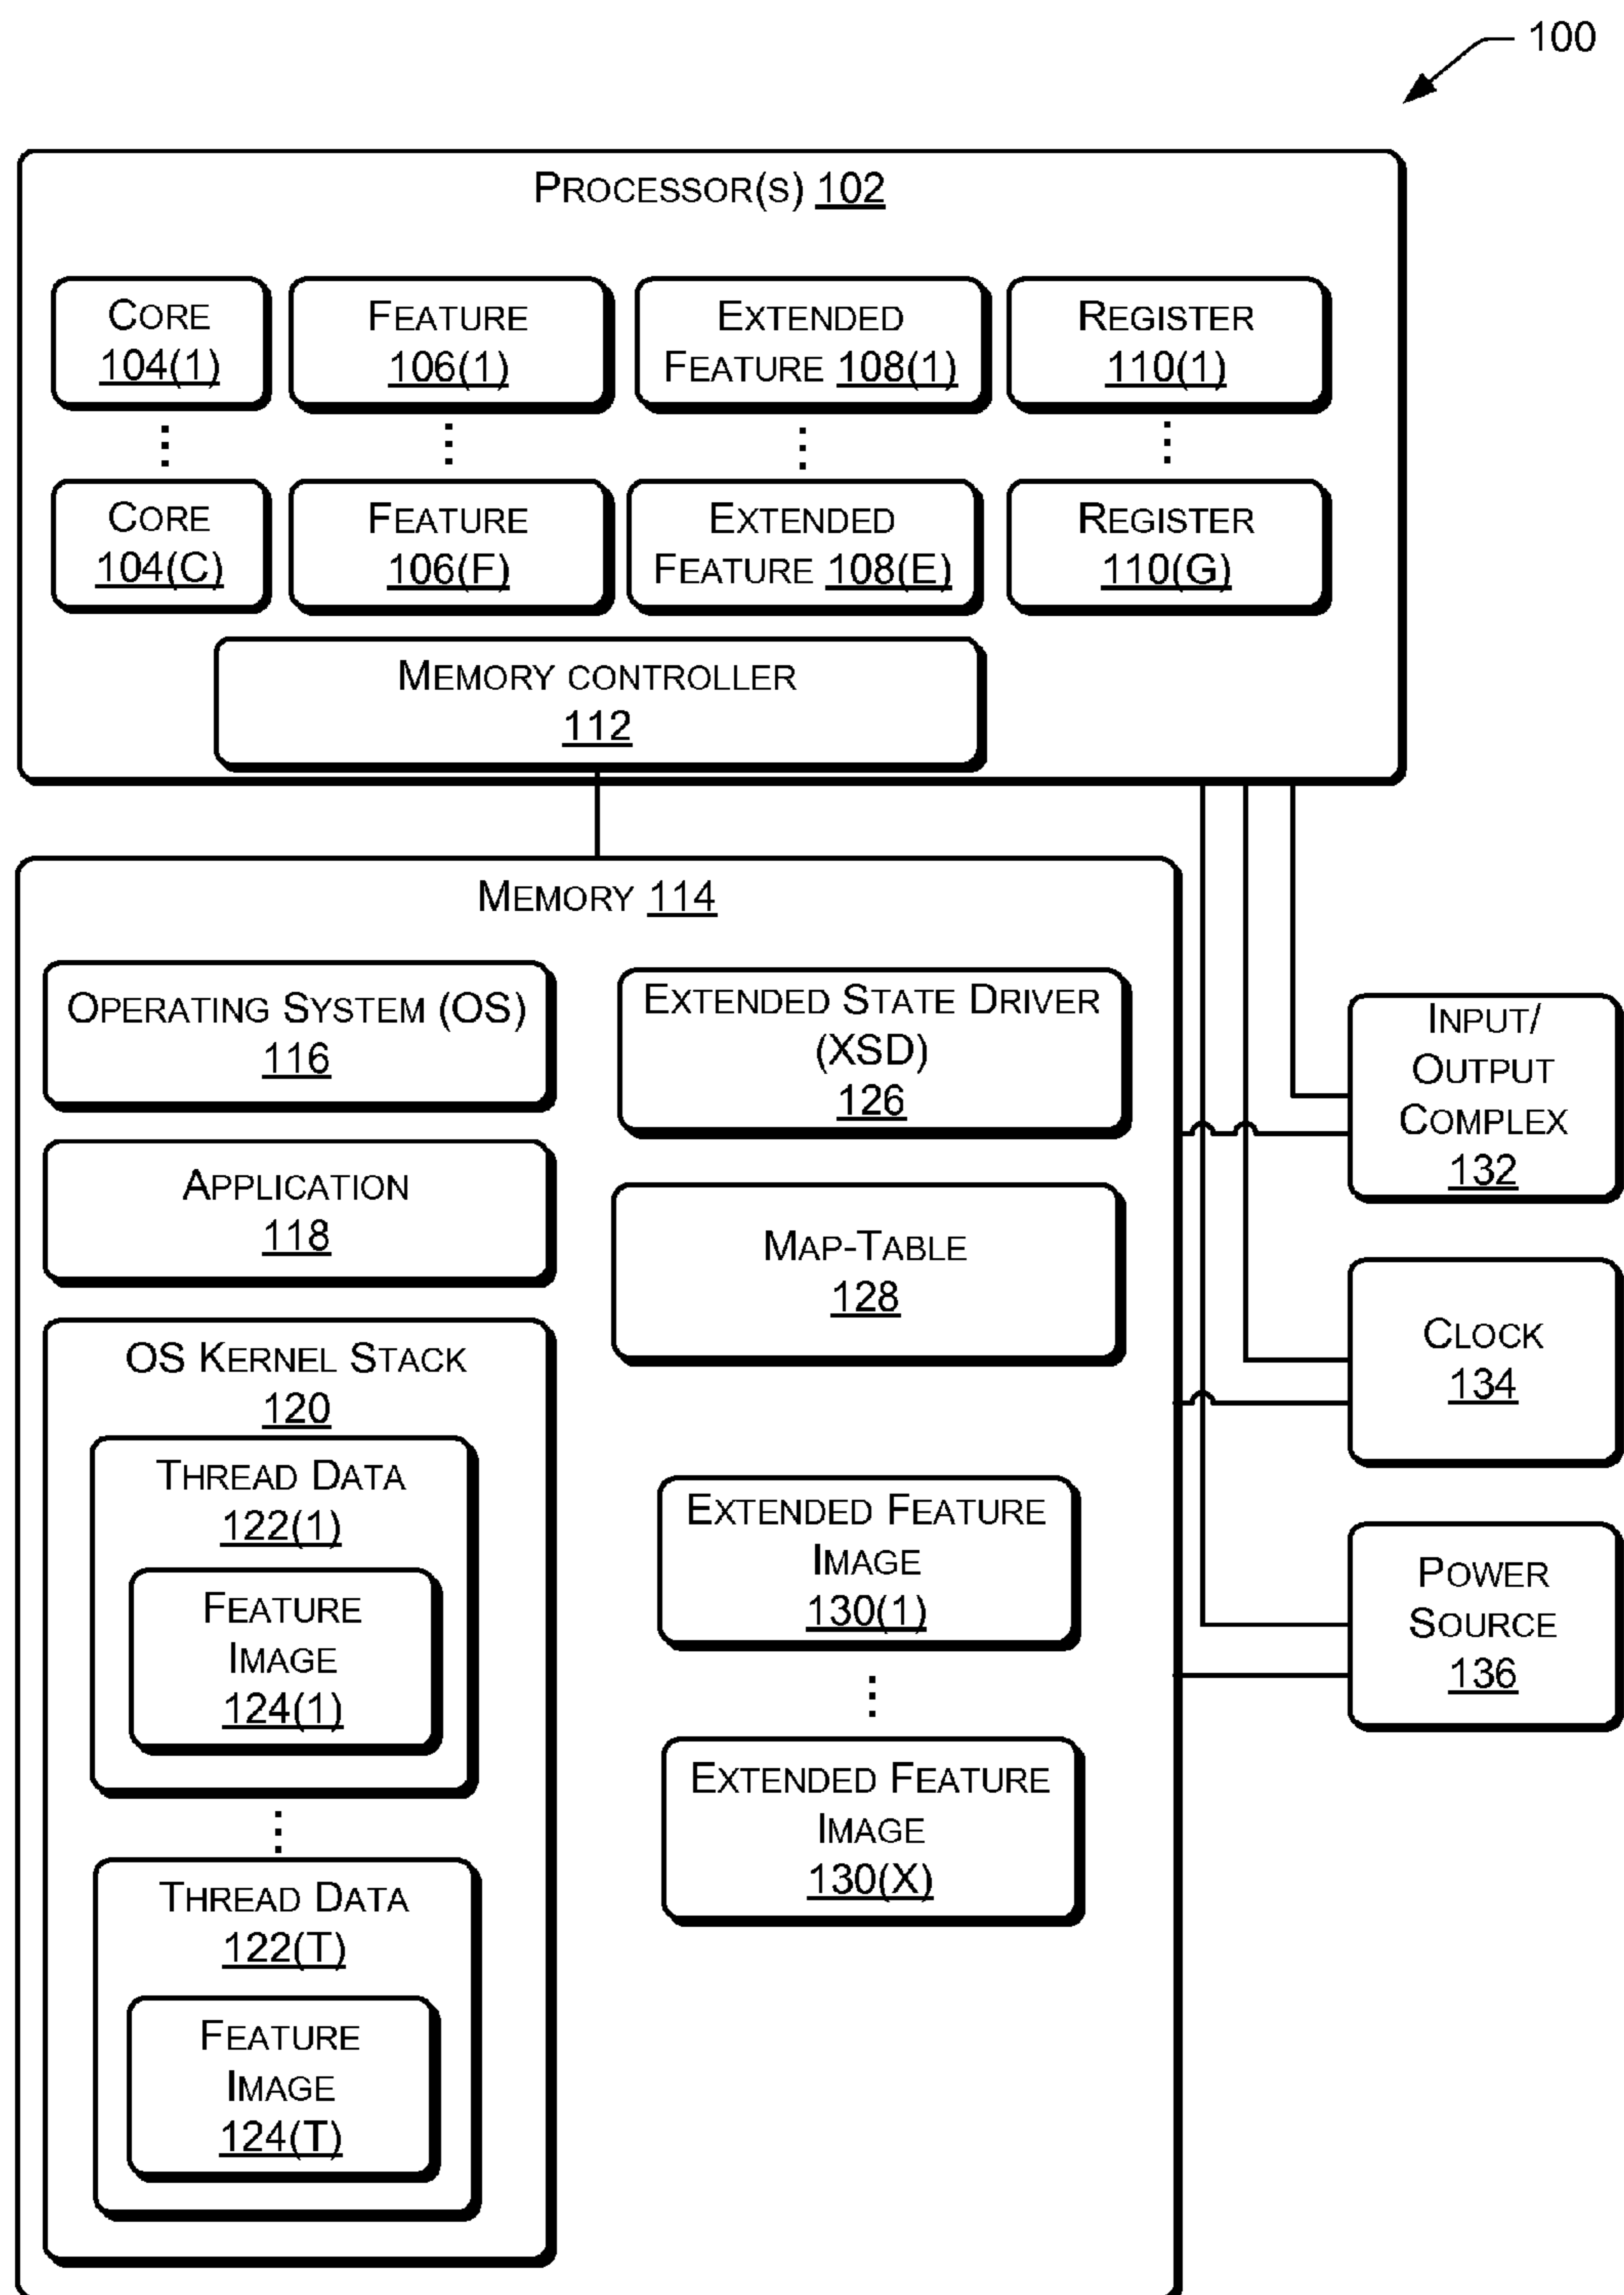 100
PROCESSOR(S) 102
CORE
104(1)
FEATURE
106(1)
EXTENDED
FEATURE 108(1)
REGISTER
110(1)
CORE
104(C)
FEATURE
106(F)
EXTENDED
FEATURE 108(E)
REGISTER
110(G)
MEMORY CONTROLLER
112
MEMORY 114
OPERATING SYSTEM (OS)
116
APPLICATION
118
OS KERNEL STACK
120
THREAD DATA
122(1)
FEATURE
IMAGE
124(1)
THREAD DATA
122(T)
FEATURE
IMAGE
124(T)
EXTENDED STATE DRIVER
(XSD)
126
MAP-TABLE
128
EXTENDED FEATURE
IMAGE
130(1)
EXTENDED FEATURE
IMAGE
130(X)
INPUT/
OUTPUT
COMPLEX
132
CLOCK
134
POWER
SOURCE
136